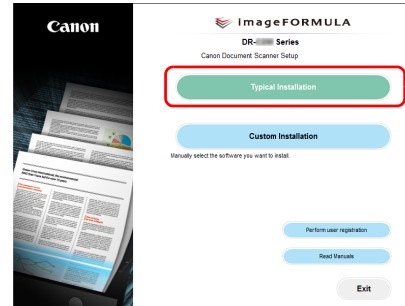 Canon
imageFORMULA
DR- Series
Canon Document Scanner Setup
Typical Installation
Custom Installation
Manually select the software you want to install.
Perform user registration
Read Manuals
Exit